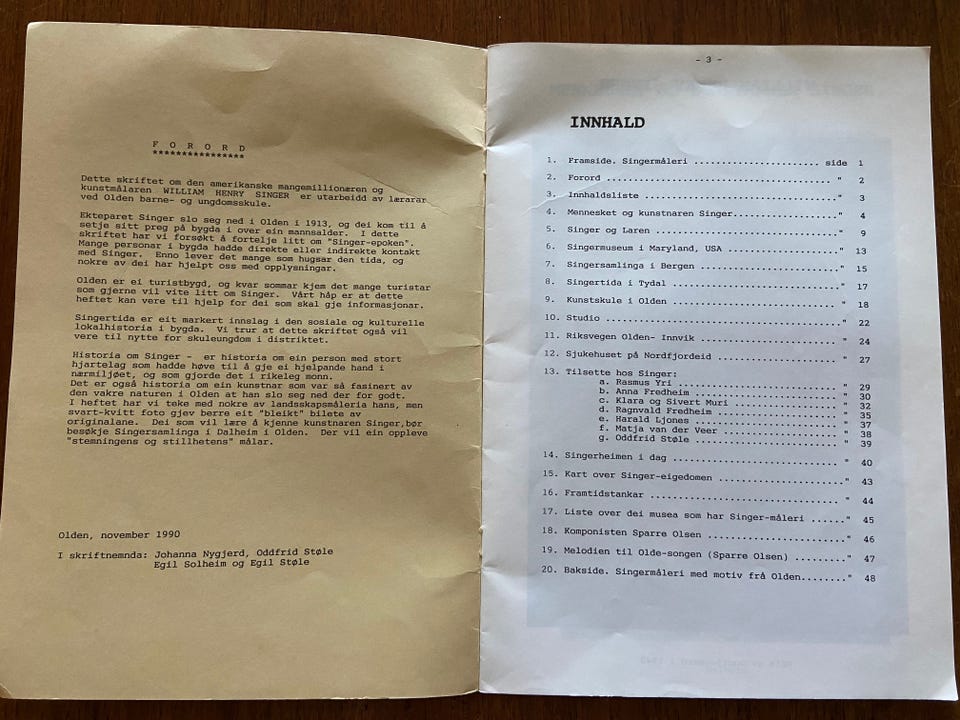 F O R O R D
*****************
Dette skriftet om den amerikanske mangemillionæren og
kunstmålaren WILLIAM HENRY SINGER er utarbeidd av lærarar
ved Olden barne- og ungdomsskule.
Ekteparet Singer slo seg ned i Olden i 1913, og dei kom til å
setje sitt preg på bygda i over ein mannsalder. I dette
skriftet har vi forsøkt å fortelje litt om "Singer-epoken".
Mange personar i bygda hadde direkte eller indirekte kontakt
med Singer. Enno lever det mange som hugsar den tida, og
nokre av dei har hjelpt oss med opplysningar.
Olden er ei turistbygd, og kvar sommar kjem det mange turistar
som gjerne vil vite litt om Singer. Vårt håp er at dette
heftet kan vere til hjelp for dei som skal gje informasjonar.
Singertida er eit markert innslag i den sosiale og kulturelle
lokalhistoria i bygda. Vi trur at dette skriftet også vil
vere til nytte for skuleungdom i distriktet.
Historia om Singer - er historia om ein person med stort
hjartelag som hadde høve til å gje ei hjelpande hand i
nærmiljøet, og som gjorde det i rikeleg monn.
Det er også historia om ein kunstnar som var så fasinert av
den vakre naturen i Olden at han slo seg ned der for godt.
I heftet har vi teke med nokre av landskapsmåleria hans, men
svart-kvitt foto gjev berre eit "bleikt" bilete av
originalane. Dei som vil lære å kjenne kunstnaren Singer,bør
besøkje Singersamlinga i Dalheim i Olden. Der vil ein oppleve
"stemningens og stillhetens" målar.
Olden, november 1990
I skriftnemnda: Johanna Nygjerd, Oddfrid Støle
Egil Solheim og Egil Støle
- 3 -
INNHALD
1. Framside. Singermåleri ...................... side 1
2. Forord ..................................... " 2
3. Innhaldsliste ..............................." 3
4. Mennesket og kunstnaren Singer..............." 4
5. Singer og Laren ............................." 9
6. Singermuseum i Maryland, USA ................" 13
7. Singersamlinga i Bergen ....................." 15
8. Singertida i Tydal .........................." 17
9. Kunstskule i Olden .........................." 18
10. Studio ..................................... " 22
11. Riksvegen Olden- Innvik .................... " 24
12. Sjukehuset på Nordfjordeid ................. " 27
13. Tilsette hos Singer:
a. Rasmus Yri ........................ " 29
b. Anna Fredheim ..................... " 30
c. Klara og Sivert Muri .............. " 32
d. Ragnvald Fredheim ................. " 35
e. Harald Ljones ..................... " 37
f. Matja van der Veer ................ " 38
g. Oddfrid Støle ..................... " 39
14. Singerheimen i dag ......................... " 40
15. Kart over Singer-eigedomen ................." 43
16. Framtidstankar ............................. " 44
17. Liste over dei musea som har Singer-måleri ......" 45
18. Komponisten Sparre Olsen ..................." 46
19. Melodien til Olde-songen (Sparre Olsen) ........." 47
20. Bakside. Singermåleri med motiv frå Olden........" 48